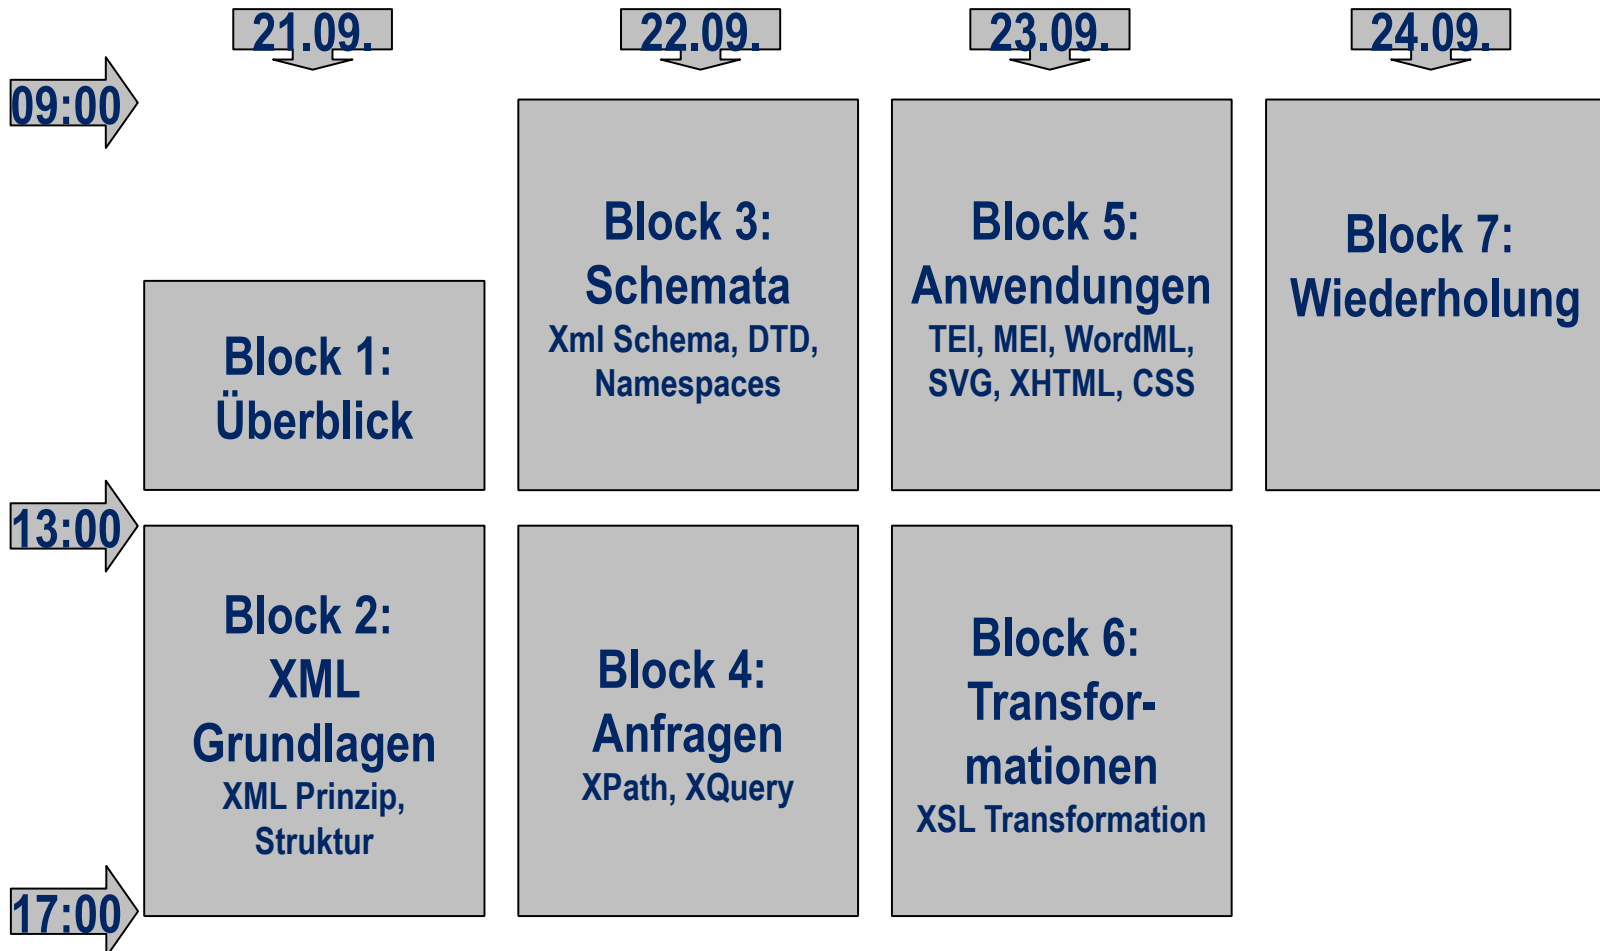 21.09.
22.09.
23.09.
24.09.
09:00
13:00
17:00
Block 1:
Überblick
Block 2:
XML
Grundlagen
XML Prinzip,
Struktur
Block 3:
Schemata
Xml Schema, DTD,
Namespaces
Block 4:
Anfragen
XPath, XQuery
Block 5:
Anwendungen
TEI, MEI, WordML,
SVG, XHTML, CSS
Block 6:
Transfor-
mationen
XSL Transformation
Block 7:
Wiederholung